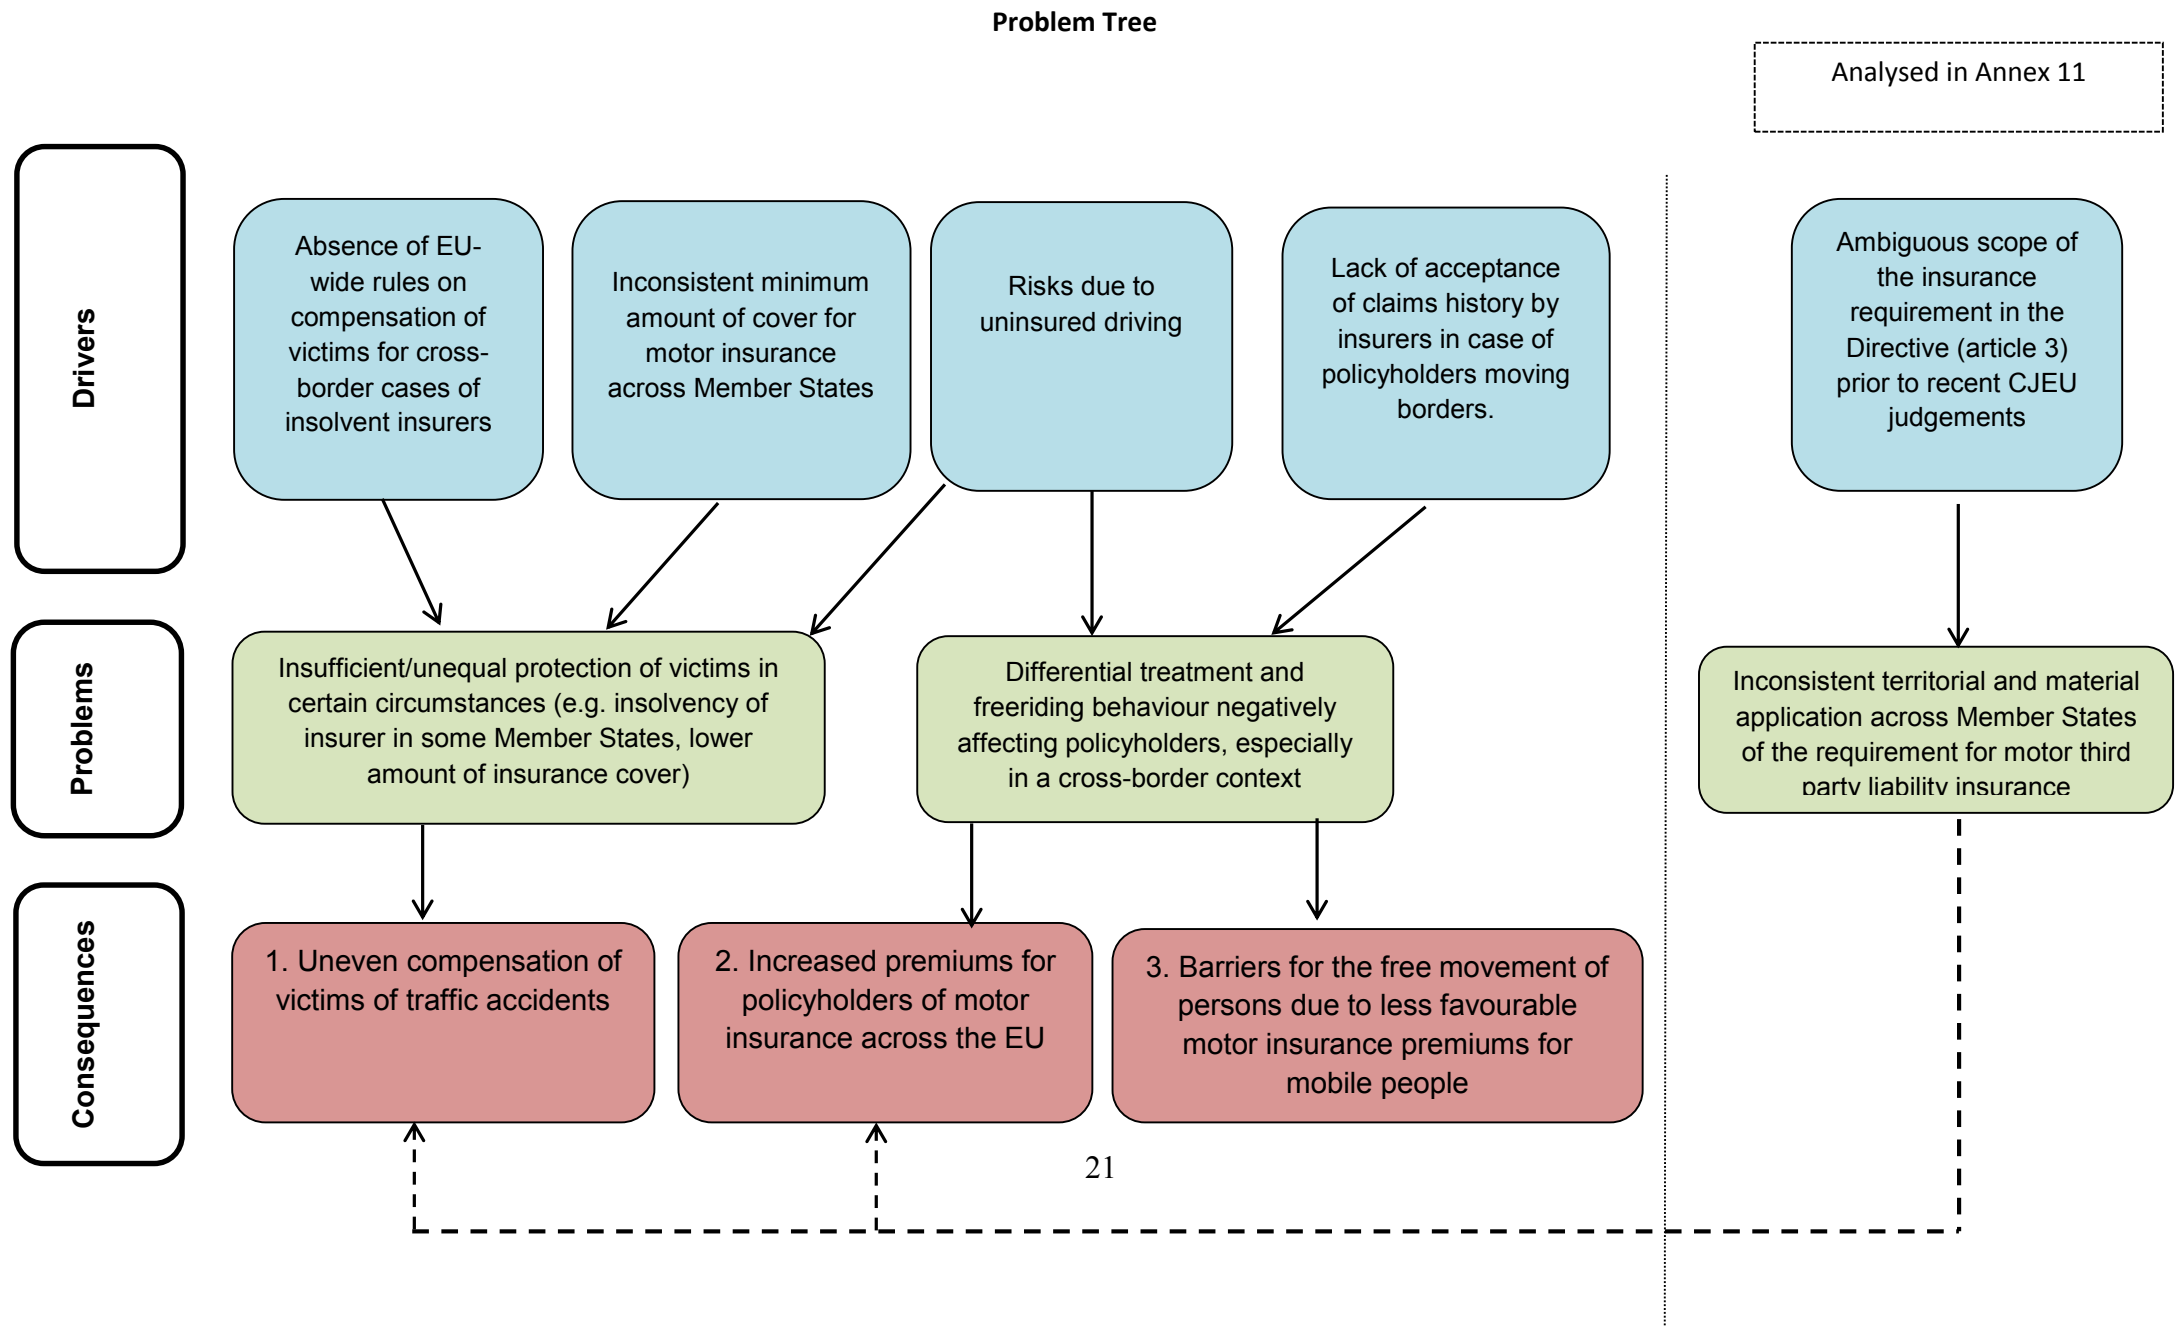 Problem Tree
Analysed in Annex 11
Drivers
Absence of EU-
wide rules on
compensation of
victims for cross-
border cases of
insolvent insurers
Inconsistent minimum
amount of cover for
motor insurance
across Member States
Risks due to
uninsured driving
Lack of acceptance
of claims history by
insurers in case of
policyholders moving
borders.
Ambiguous scope of
the insurance
requirement in the
Directive (article 3)
prior to recent CJEU
judgements
Problems
Insufficient/unequal protection of victims in
certain circumstances (e.g. insolvency of
insurer in some Member States, lower
amount of insurance cover)
Differential treatment and
freeriding behaviour negatively
affecting policyholders, especially
in a cross-border context
Inconsistent territorial and material
application across Member States
of the requirement for motor third
party liability insurance
Consequences
1. Uneven compensation of
victims of traffic accidents
2. Increased premiums for
policyholders of motor
insurance across the EU
3. Barriers for the free movement of
persons due to less favourable
motor insurance premiums for
mobile people
21